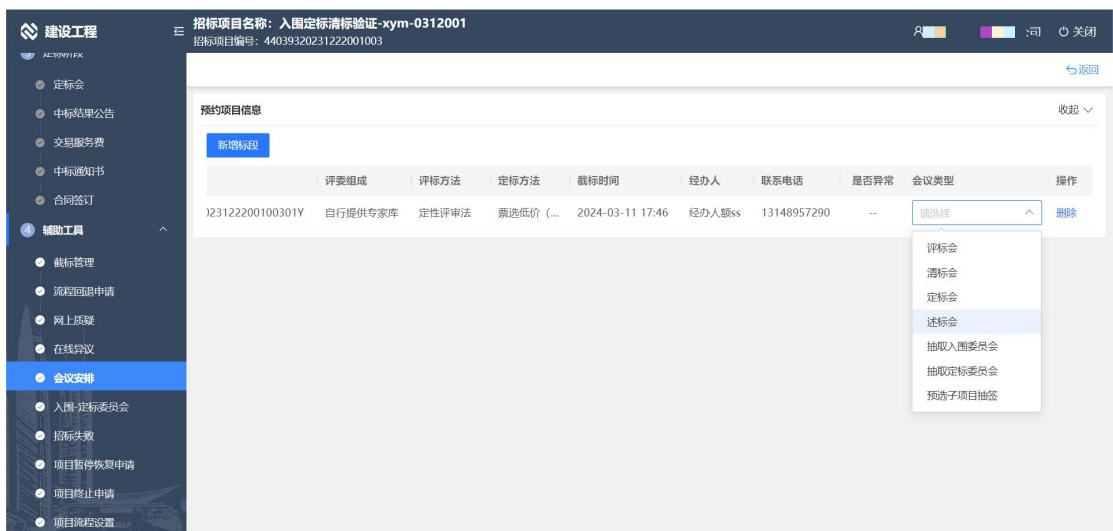 建设工程
招标项目名称：入围定标清标验证-xym-0312001
招标项目编号：44039320231222001003
司
关闭
定标阶段
返回
定标会
中标结果公告
预约项目信息
收起
交易服务费
新增标段
中标通知书
评委组成 评标方法 定标方法 截标时间 经办人 联系电话 是否异常 会议类型 操作
合同签订
023122200100301Y 自行提供专家库 定性评审法 票选低价（... 2024-03-11 17:46 经办人额ss 13148957290 -- 请选择 删除
4 辅助工具
评标会
截标管理
清标会
流程回退申请
定标会
网上质疑
述标会
在线异议
抽取入围委员会
会议安排
抽取定标委员会
预选子项目抽签
入围-定标委员会
招标失败
项目暂停恢复申请
项目终止申请
项目流程设置